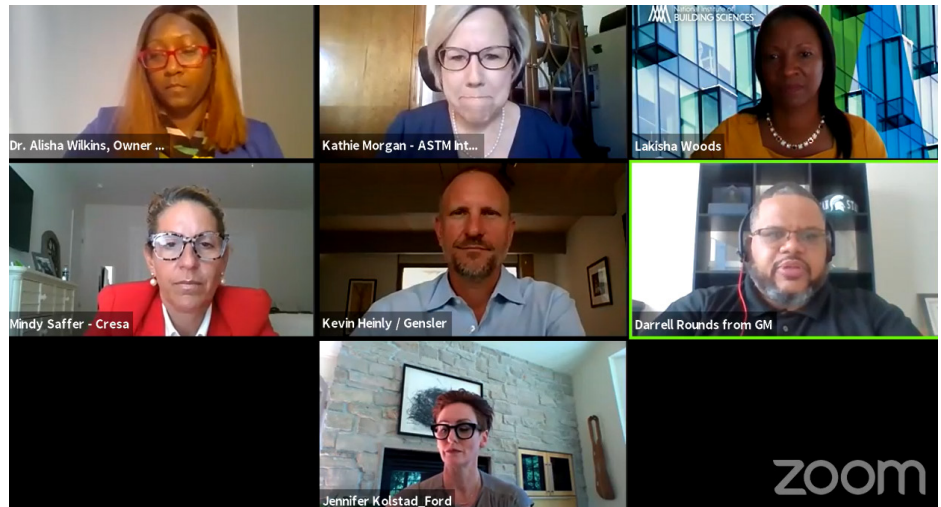 National Institute of
BUILDING SCIENCES
Dr. Alisha Wilkins, Owner ...
Kathie Morgan - ASTM Int...
Lakisha Woods
Mindy Saffer - Cresa
Kevin Heinly / Gensler
Darrell Rounds from GM
Jennifer Kolstad_Ford
zoom